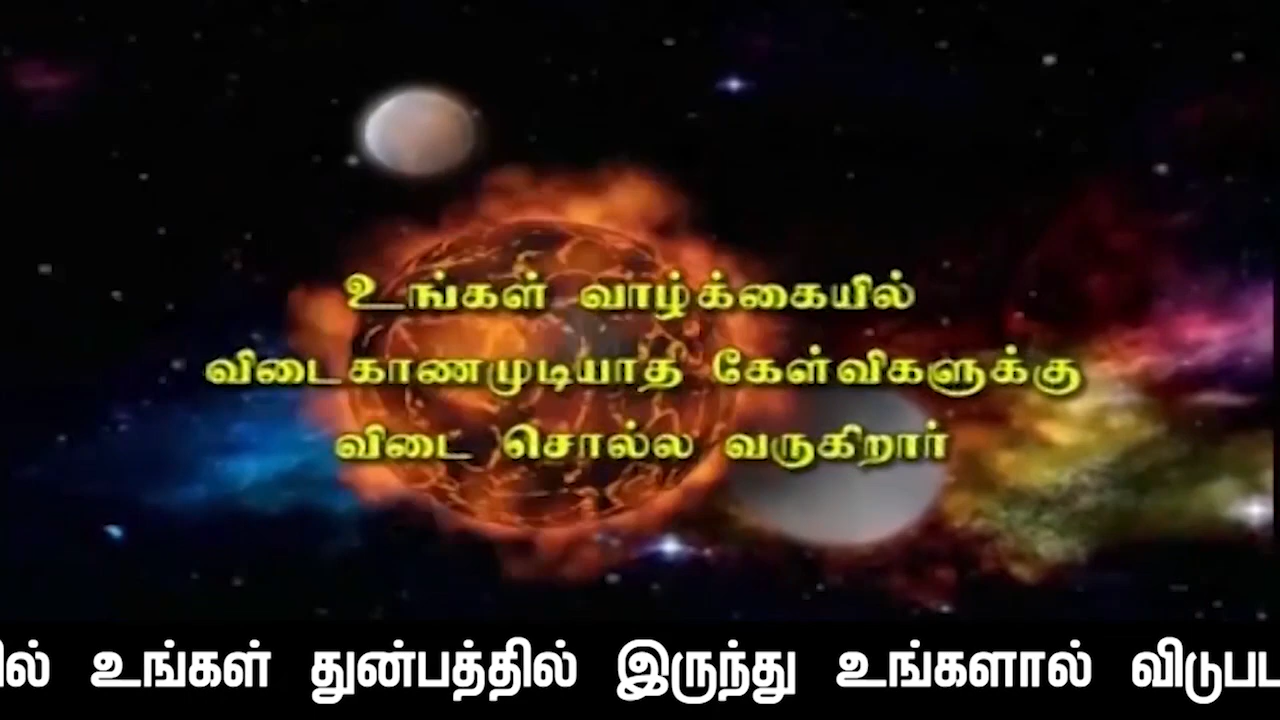 உங்கள் வாழ்க்கையில்
விடைகாணமுடியாத கேள்விகளுக்கு
விடை சொல்ல வருகிறார்
உங்கள் துன்பத்தில் இருந்து உங்களால்